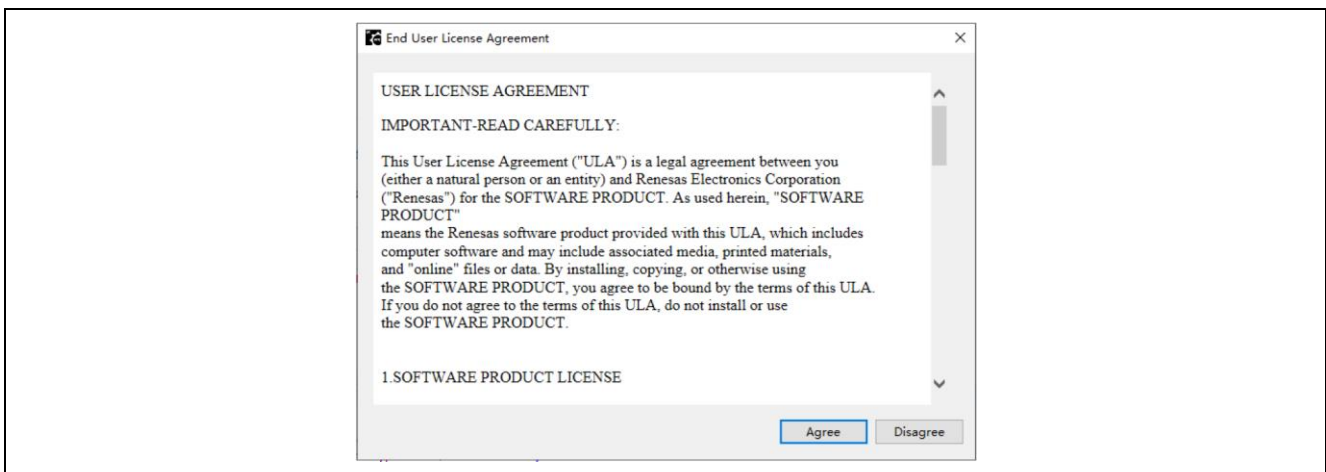 End User License Agreement
USER LICENSE AGREEMENT
IMPORTANT-READ CAREFULLY:
This User License Agreement ("ULA") is a legal agreement between you
(either a natural person or an entity) and Renesas Electronics Corporation
("Renesas") for the SOFTWARE PRODUCT. As used herein, "SOFTWARE
PRODUCT"
means the Renesas software product provided with this ULA, which includes
computer software and may include associated media, printed materials,
and "online" files or data. By installing, copying, or otherwise using
the SOFTWARE PRODUCT, you agree to be bound by the terms of this ULA.
If you do not agree to the terms of this ULA, do not install or use
the SOFTWARE PRODUCT.
1.SOFTWARE PRODUCT LICENSE
Agree Disagree